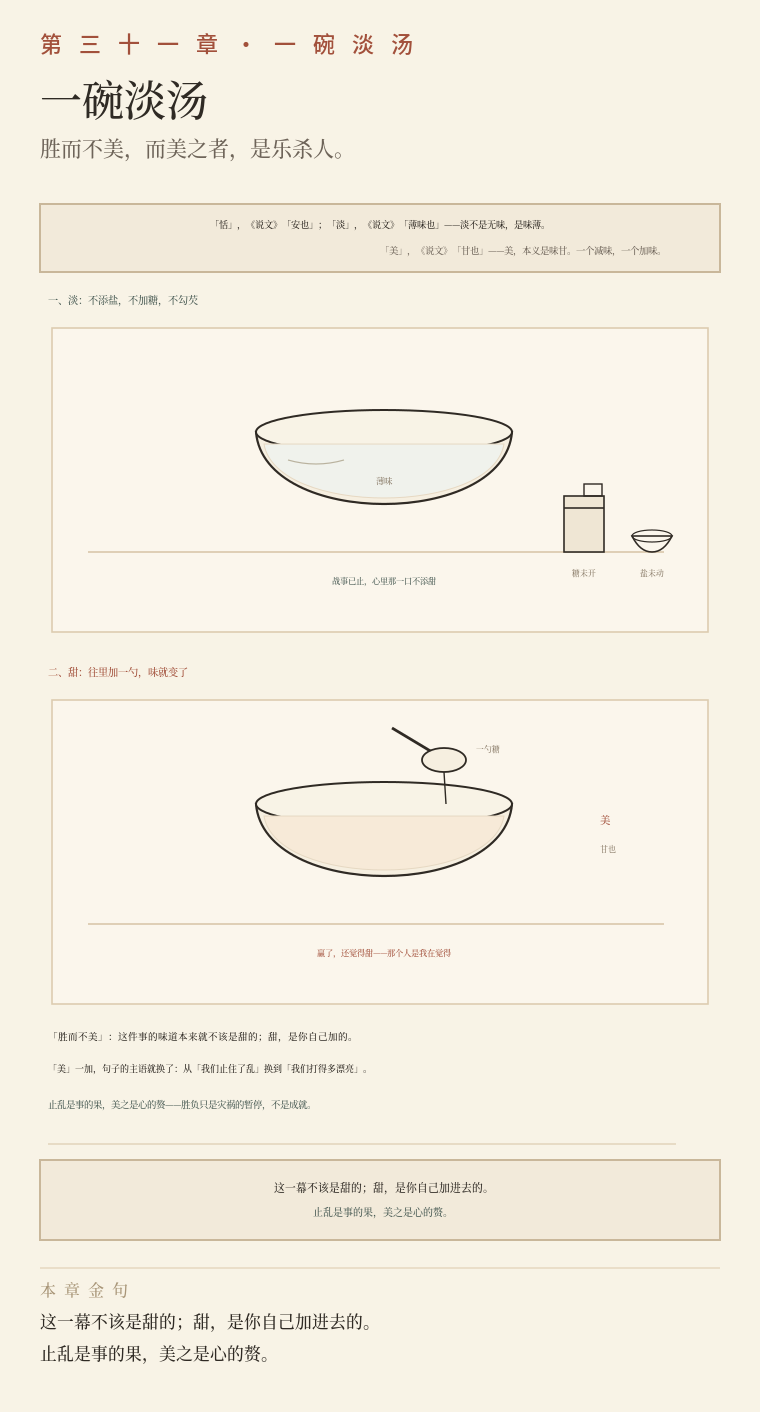 第三十一章·一碗淡汤
一碗淡汤
胜而不美，而美之者，是乐杀人。
「恬」，《说文》「安也」；「淡」，《说文》「薄味也」——淡不是无味，是味薄。
「美」，《说文》「甘也」——美，本义是味甘。一个减味，一个加味。
一、淡：不添盐，不加糖，不勾芡
薄味
糖未开
盐未动
战事已止，心里那一口不添甜
二、甜：往里加一勺，味就变了
一勺糖
美
甘也
赢了，还觉得甜——那个人是我在觉得
「胜而不美」：这件事的味道本来就不该是甜的；甜，是你自己加的。
「美」一加，句子的主语就换了：从「我们止住了乱」换到「我们打得多漂亮」。
止乱是事的果，美之是心的赘——胜负只是灾祸的暂停，不是成就。
这一幕不该是甜的；甜，是你自己加进去的。
止乱是事的果，美之是心的赘。
本章金句
这一幕不该是甜的；甜，是你自己加进去的。
止乱是事的果，美之是心的赘。